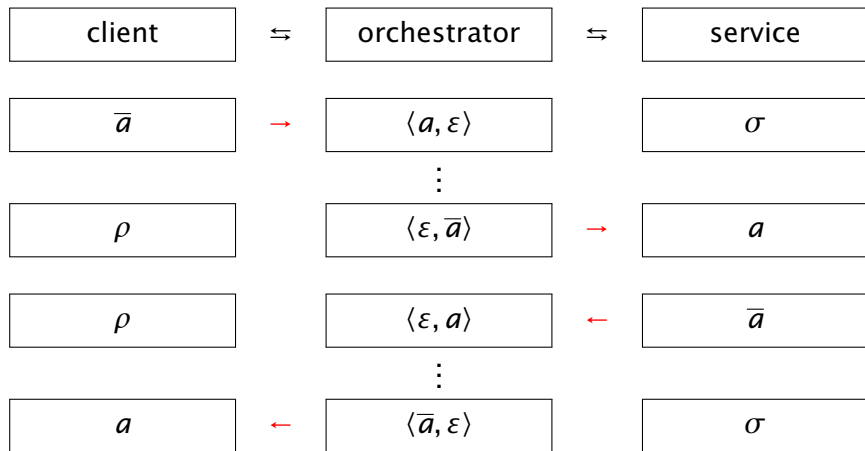 client ⇆ orchestrator ⇆ service
a̅ → ⟨a, ε⟩ σ
⋮
ρ ⟨ε, a̅⟩ → a
ρ ⟨ε, a⟩ ← a̅
⋮
a ← ⟨a̅, ε⟩ σ